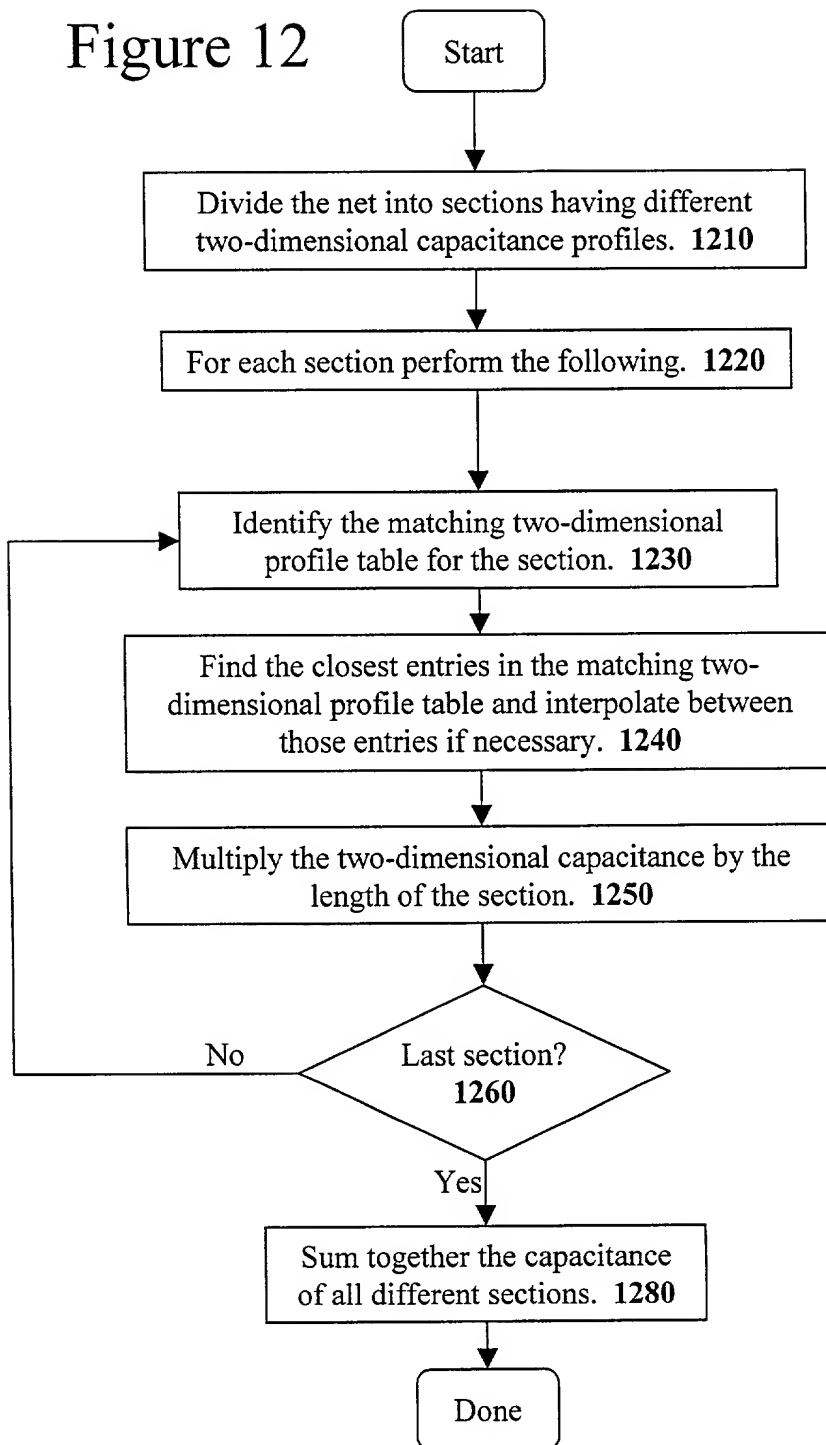 Figure 12
Start
Divide the net into sections having different
two-dimensional capacitance profiles. 1210
For each section perform the following. 1220
Identify the matching two-dimensional
profile table for the section. 1230
Find the closest entries in the matching two-
dimensional profile table and interpolate between
those entries if necessary. 1240
Multiply the two-dimensional capacitance by the
length of the section. 1250
No
Last section?
1260
Yes
Sum together the capacitance
of all different sections. 1280
Done